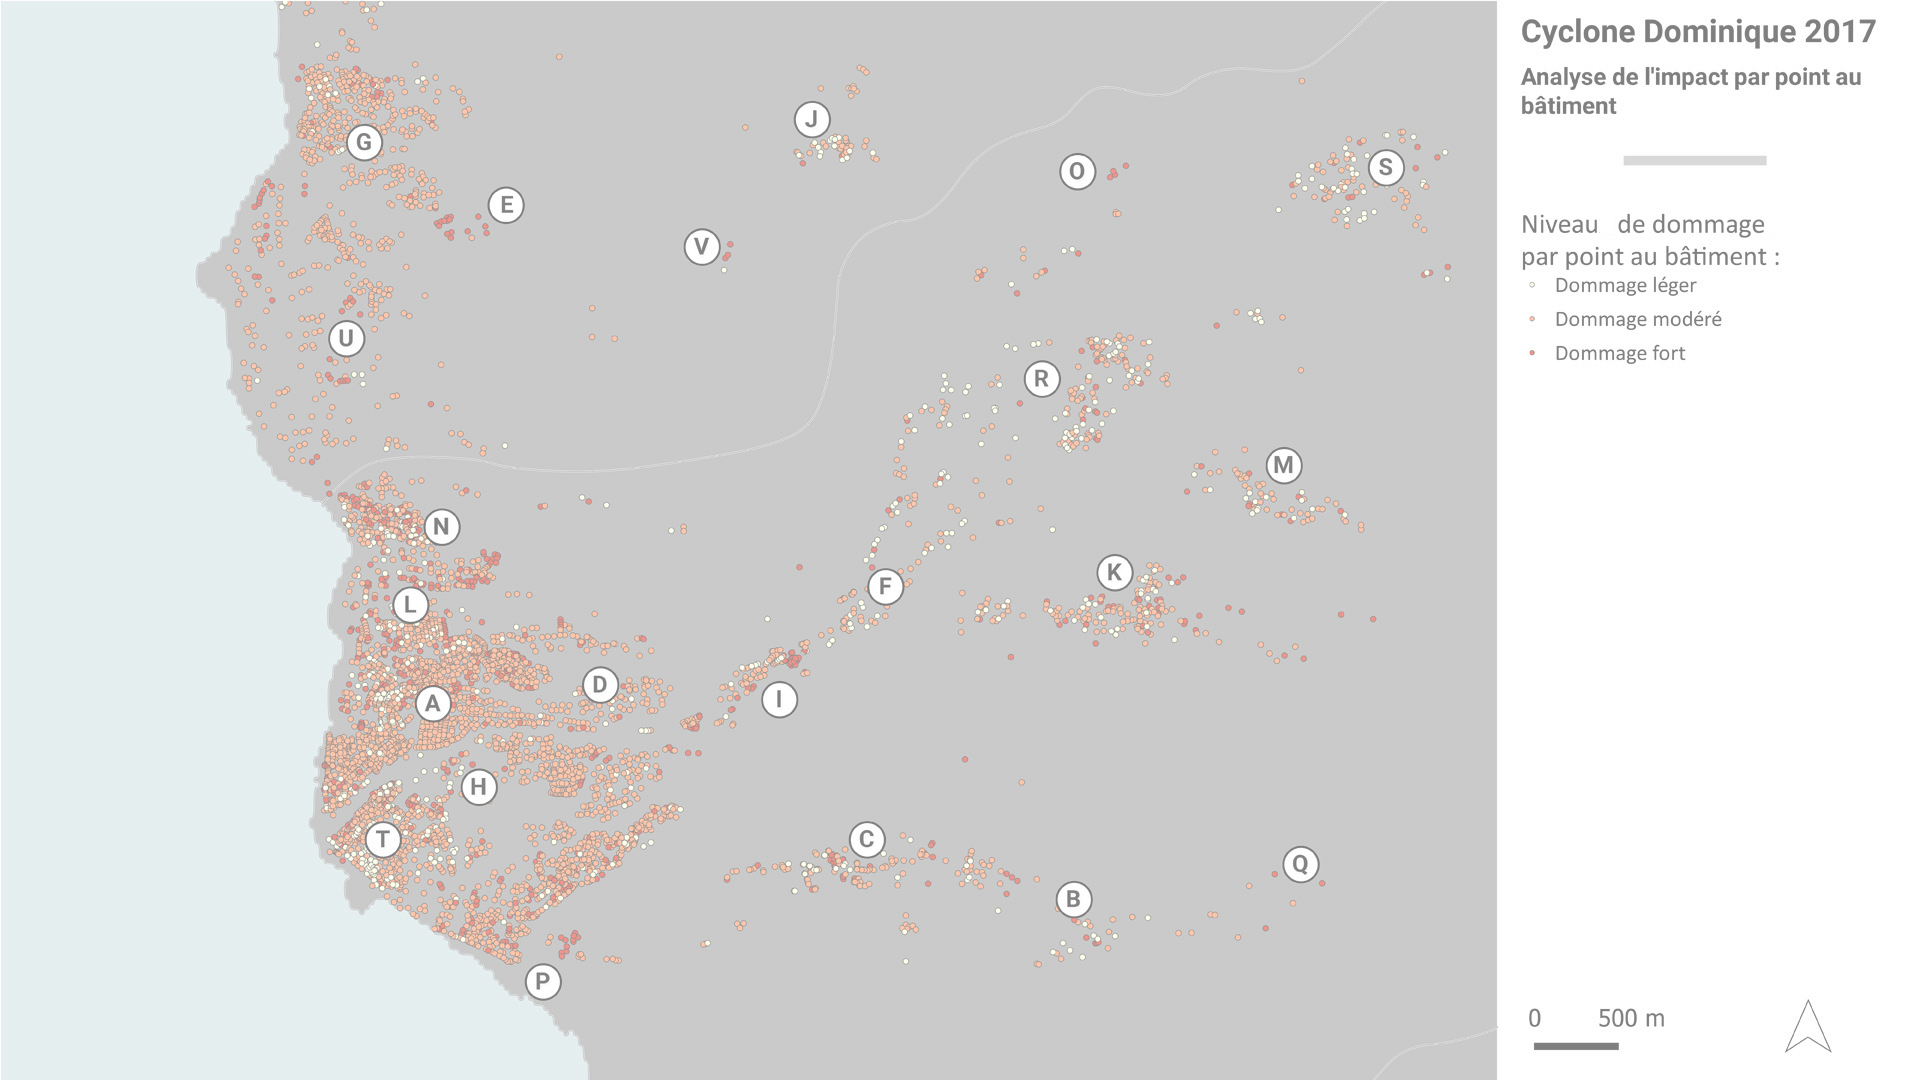 Cyclone Dominique 2017
Analyse de l'impact par point au
bâtiment
Niveau de dommage
par point au bâtiment :
Dommage léger
Dommage modéré
Dommage fort
J
G
S
O
E
V
U
R
M
N
K
F
L
D
I
A
H
T
C
Q
B
P
0 500 m